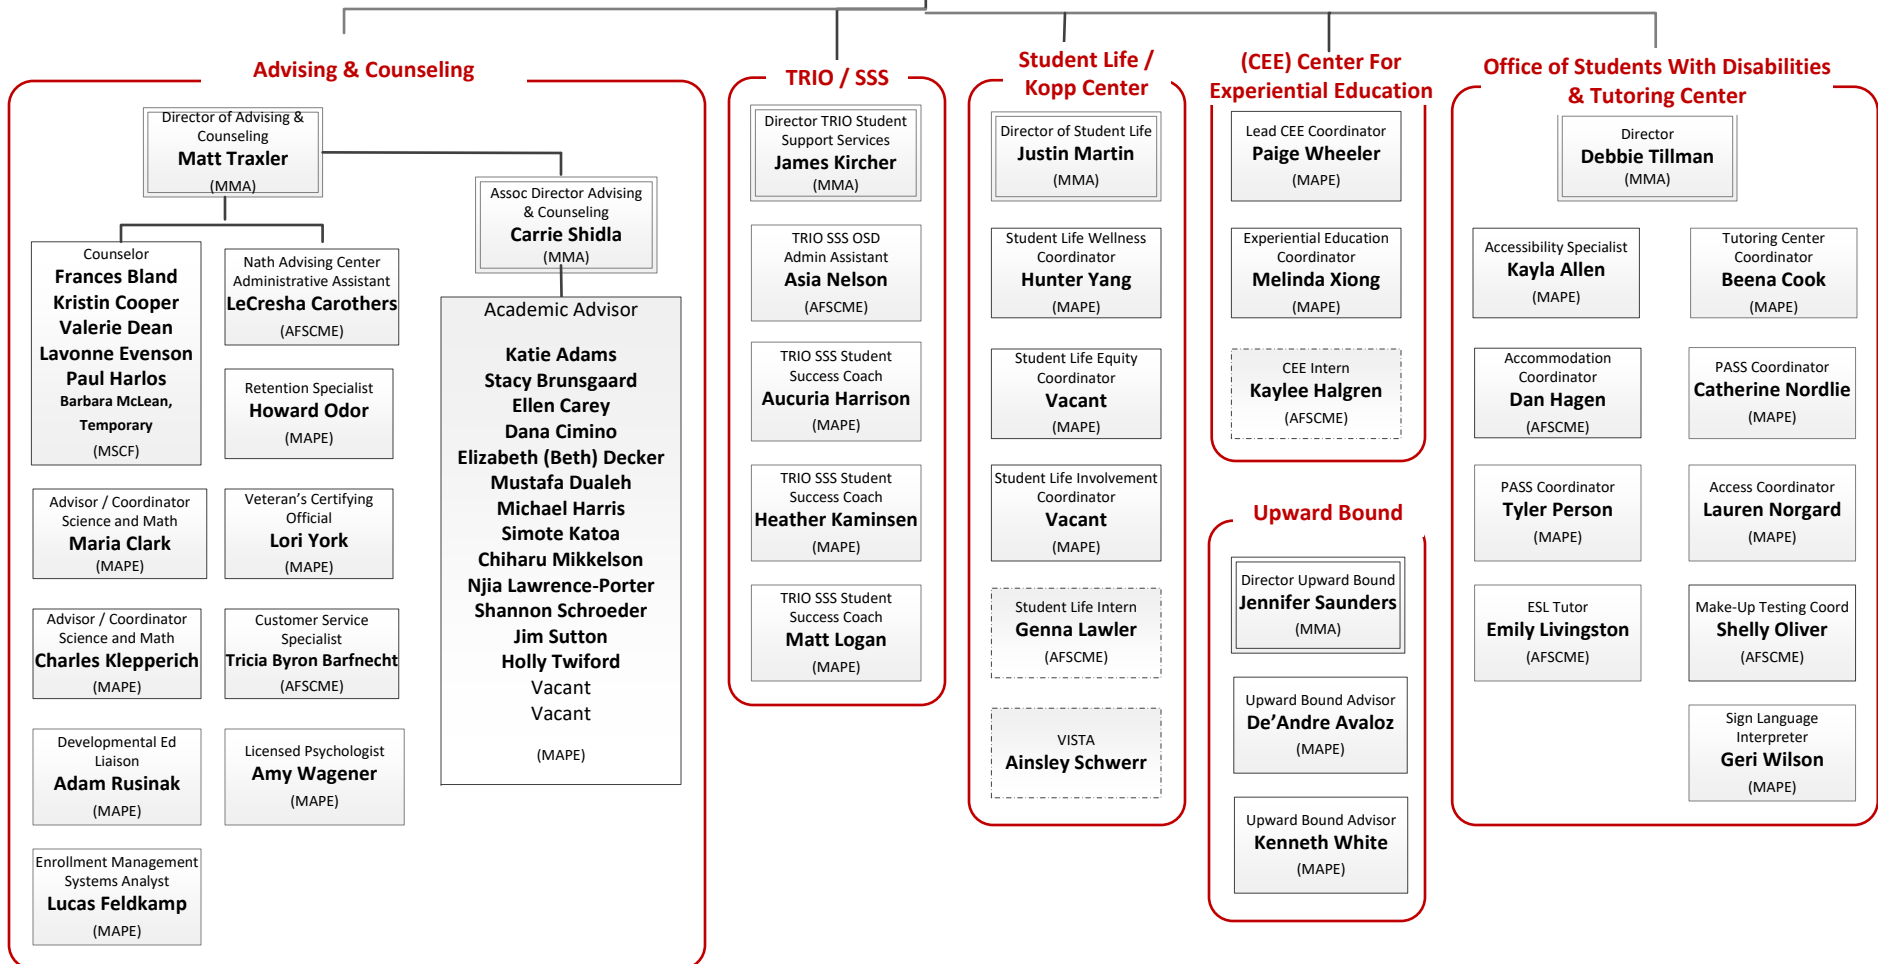 Advising & Counseling
Director of Advising &
Counseling
Matt Traxler
(MMA)
Assoc Director Advising
& Counseling
Carrie Shidla
(MMA)
Counselor
Frances Bland
Kristin Cooper
Valerie Dean
Lavonne Evenson
Paul Harlos
Barbara McLean,
Temporary
(MSCF)
Advisor / Coordinator
Science and Math
Maria Clark
(MAPE)
Advisor / Coordinator
Science and Math
Charles Klepperich
(MAPE)
Developmental Ed
Liaison
Adam Rusinak
(MAPE)
Enrollment Management
Systems Analyst
Lucas Feldkamp
(MAPE)
Nath Advising Center
Administrative Assistant
LeCresha Carothers
(AFSCME)
Retention Specialist
Howard Odor
(MAPE)
Veteran’s Certifying
Official
Lori York
(MAPE)
Customer Service
Specialist
Tricia Byron Barfnecht
(AFSCME)
Licensed Psychologist
Amy Wagener
(MAPE)
Academic Advisor
Katie Adams
Stacy Brunsgaard
Ellen Carey
Dana Cimino
Elizabeth (Beth) Decker
Mustafa Dualeh
Michael Harris
Simote Katoa
Chiharu Mikkelson
Njia Lawrence-Porter
Shannon Schroeder
Jim Sutton
Holly Twiford
Vacant
Vacant
(MAPE)
TRIO / SSS
Director TRIO Student
Support Services
James Kircher
(MMA)
TRIO SSS OSD
Admin Assistant
Asia Nelson
(AFSCME)
TRIO SSS Student
Success Coach
Aucuria Harrison
(MAPE)
TRIO SSS Student
Success Coach
Heather Kaminsen
(MAPE)
TRIO SSS Student
Success Coach
Matt Logan
(MAPE)
Student Life /
Kopp Center
Director of Student Life
Justin Martin
(MMA)
Student Life Wellness
Coordinator
Hunter Yang
(MAPE)
Student Life Equity
Coordinator
Vacant
(MAPE)
Student Life Involvement
Coordinator
Vacant
(MAPE)
Student Life Intern
Genna Lawler
(AFSCME)
VISTA
Ainsley Schwerr
(CEE) Center For
Experiential Education
Lead CEE Coordinator
Paige Wheeler
(MAPE)
Experiential Education
Coordinator
Melinda Xiong
(MAPE)
CEE Intern
Kaylee Halgren
(AFSCME)
Upward Bound
Director Upward Bound
Jennifer Saunders
(MMA)
Upward Bound Advisor
De’Andre Avaloz
(MAPE)
Upward Bound Advisor
Kenneth White
(MAPE)
Office of Students With Disabilities
& Tutoring Center
Director
Debbie Tillman
(MMA)
Accessibility Specialist
Kayla Allen
(MAPE)
Accommodation
Coordinator
Dan Hagen
(AFSCME)
PASS Coordinator
Tyler Person
(MAPE)
ESL Tutor
Emily Livingston
(AFSCME)
Tutoring Center
Coordinator
Beena Cook
(MAPE)
PASS Coordinator
Catherine Nordlie
(MAPE)
Access Coordinator
Lauren Norgard
(MAPE)
Make-Up Testing Coord
Shelly Oliver
(AFSCME)
Sign Language
Interpreter
Geri Wilson
(MAPE)